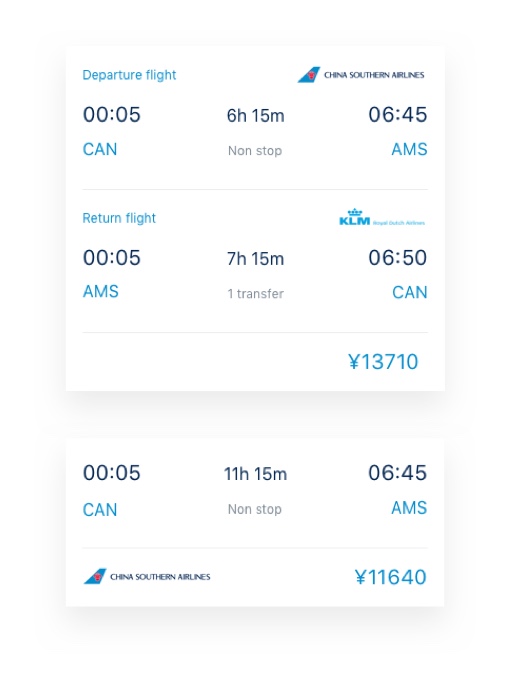 Departure flight CHINA SOUTHERN AIRLINES
00:05 6h 15m 06:45
CAN Non stop AMS
Return flight KLM Royal Dutch Airlines
00:05 7h 15m 06:50
AMS 1 transfer CAN
¥13710
00:05 11h 15m 06:45
CAN Non stop AMS
CHINA SOUTHERN AIRLINES ¥11640